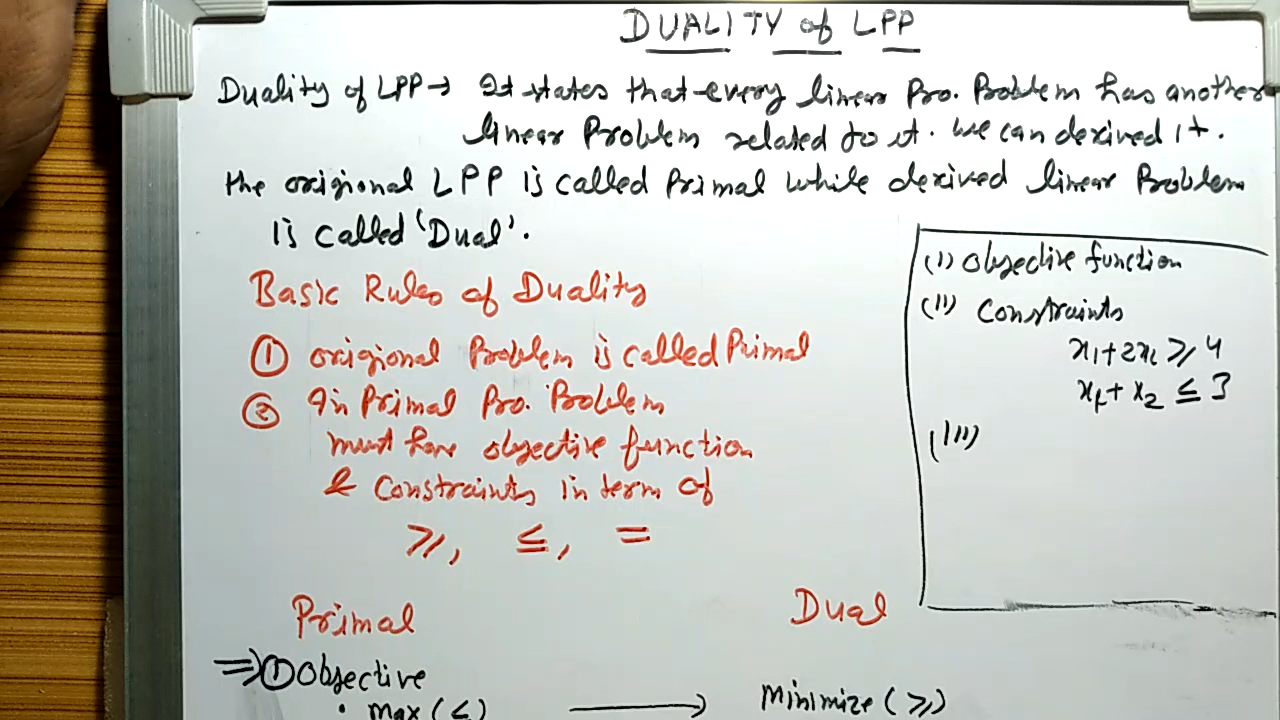 DUALITY of LPP
Duality of LPP → It states that every linear Pro. Problem has another
linear Problem related to it. We can derived it.
the origional LPP is called Primal while derived linear Problem
is called 'Dual'.
Basic Rules of Duality
① origional Problem is called Primal
② In Primal Pro. Problem
must have objective function
& constraints in term of
≥, ≤, =
(i) objective function
(ii) constraints
x₁+2x₂ ≥ 4
x₁+x₂ ≤ 3
(iii)
Primal Dual
⇒ ① Objective
• Max (≤) → Minimize (≥)